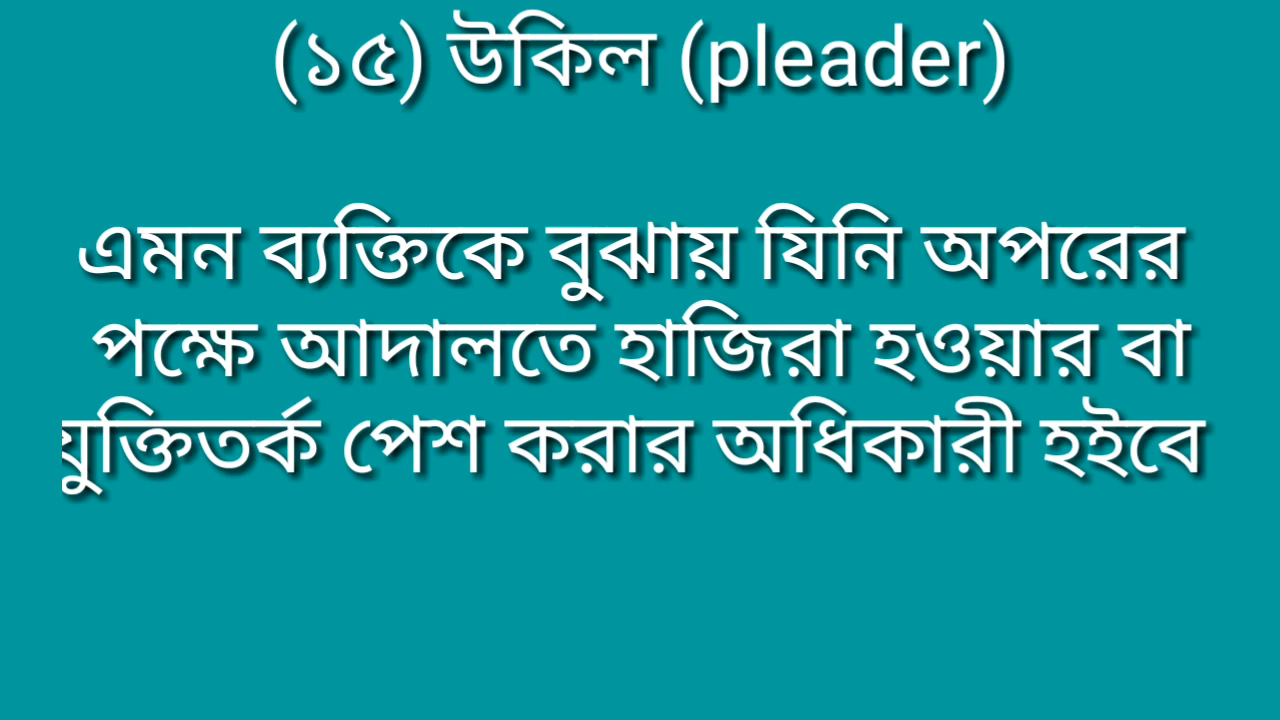 (১৫) উকিল (pleader)
এমন ব্যক্তিকে বুঝায় যিনি অপরের
পক্ষে আদালতে হাজিরা হওয়ার বা
যুক্তিতর্ক পেশ করার অধিকারী হইবে